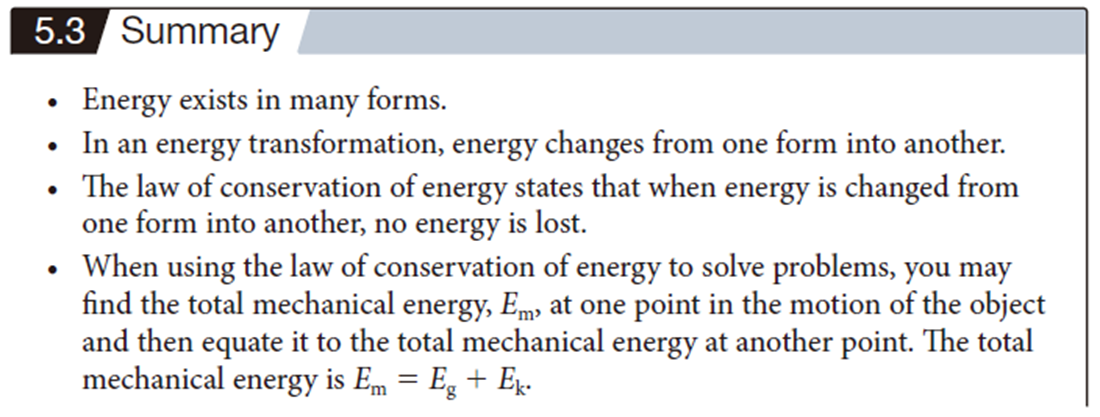 5.3 Summary
• Energy exists in many forms.
• In an energy transformation, energy changes from one form into another.
• The law of conservation of energy states that when energy is changed from
one form into another, no energy is lost.
• When using the law of conservation of energy to solve problems, you may
find the total mechanical energy, Eₘ, at one point in the motion of the object
and then equate it to the total mechanical energy at another point. The total
mechanical energy is Eₘ = E_g + Eₖ.